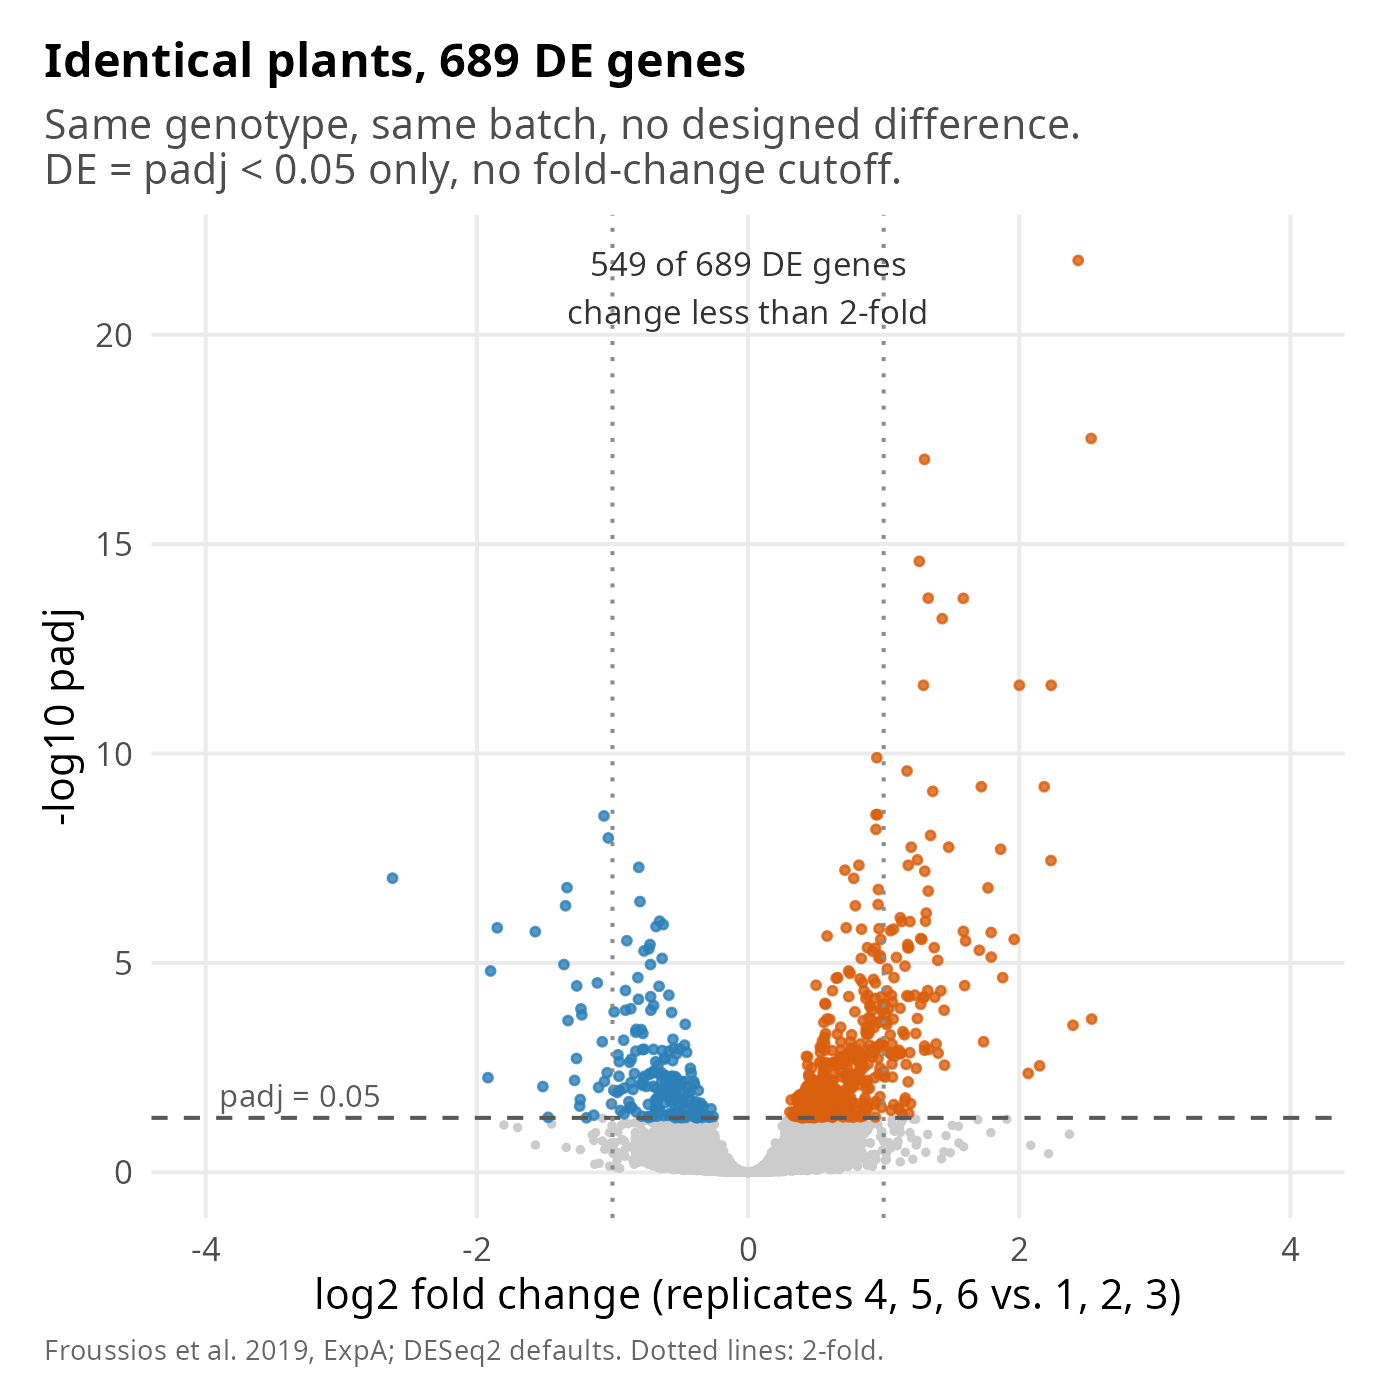 Identical plants, 689 DE genes
Same genotype, same batch, no designed difference.
DE = padj < 0.05 only, no fold-change cutoff.
549 of 689 DE genes
change less than 2-fold
20
15
10
5
0
-log10 padj
padj = 0.05
-4
-2
0
2
4
log2 fold change (replicates 4, 5, 6 vs. 1, 2, 3)
Froussios et al. 2019, ExpA; DESeq2 defaults. Dotted lines: 2-fold.